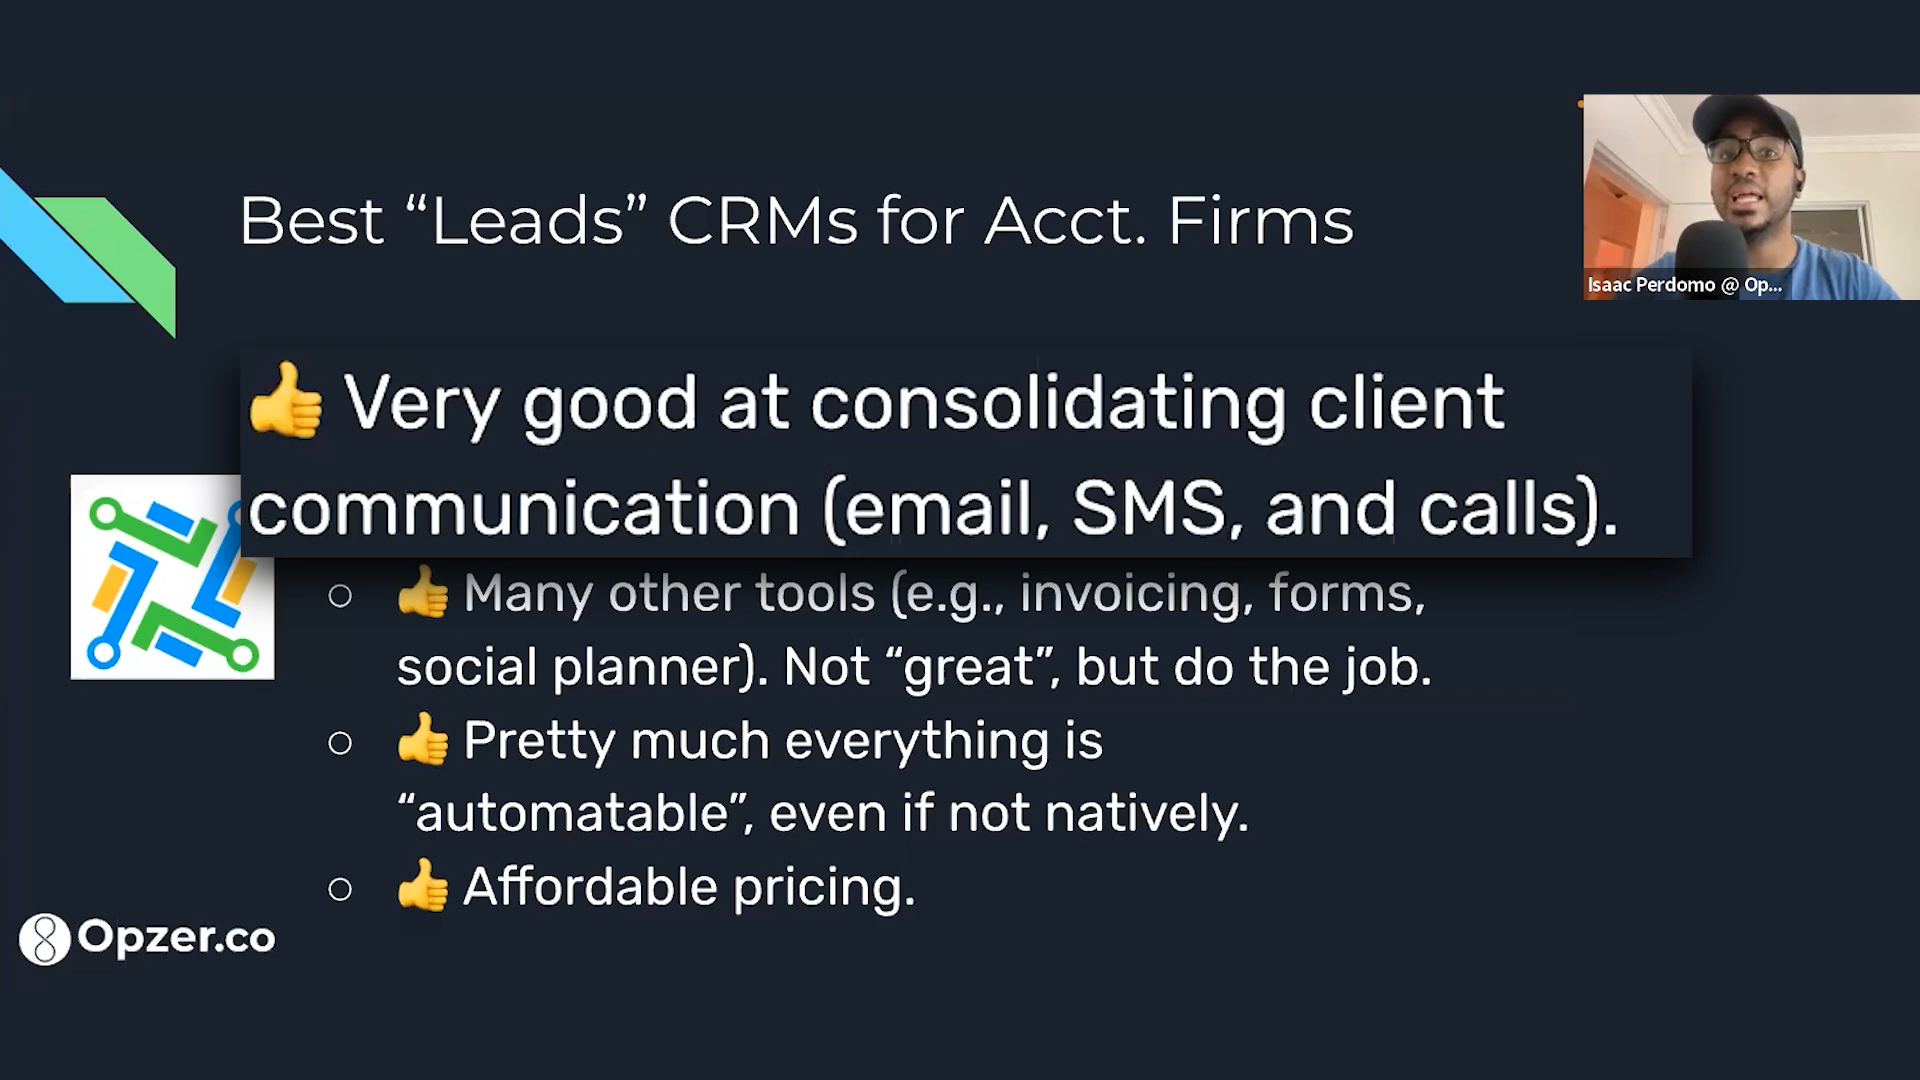 Best “Leads” CRMs for Acct. Firms
Isaac Perdomo @ Op...
👍 Very good at consolidating client
communication (email, SMS, and calls).
○ 👍 Many other tools (e.g., invoicing, forms,
social planner). Not “great”, but do the job.
○ 👍 Pretty much everything is
“automatable”, even if not natively.
○ 👍 Affordable pricing.
Opzer.co